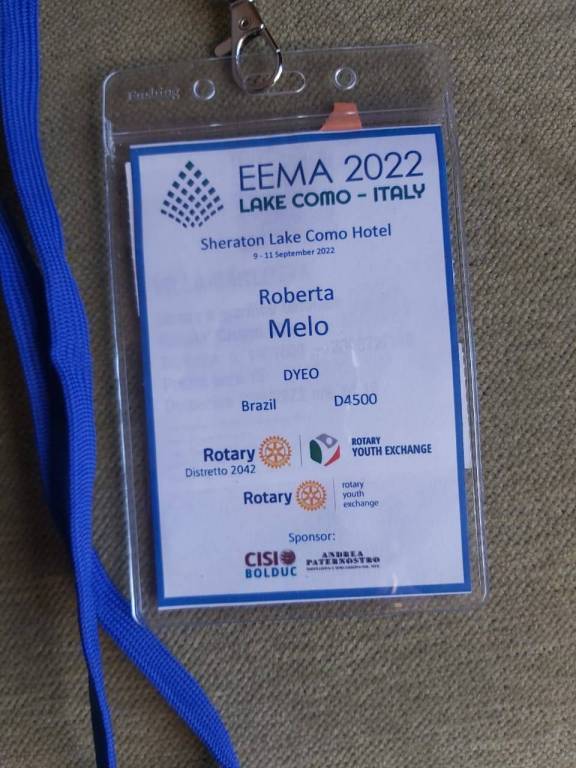 Pushing
EEMA 2022
LAKE COMO - ITALY
Sheraton Lake Como Hotel
9 - 11 September 2022
Roberta
Melo
DYEO
Brazil D4500
Rotary
Distretto 2042
ROTARY
YOUTH EXCHANGE
Rotary
rotary
youth
exchange
Sponsor:
CISI
BOLDUC
ANDREA
PATERNOSTRO